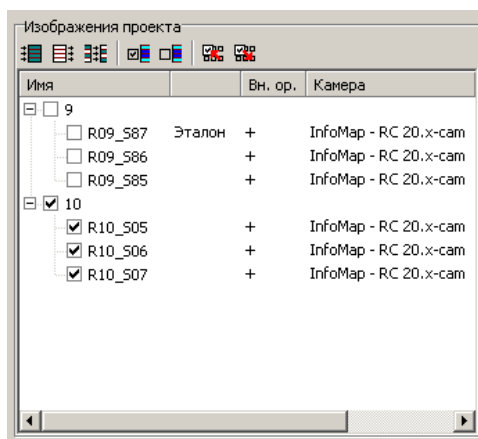 Изображения проекта
Имя Вн. ор. Камера
9
R09_S87 Эталон + InfoMap - RC 20.x-cam
R09_S86 + InfoMap - RC 20.x-cam
R09_S85 + InfoMap - RC 20.x-cam
10
R10_S05 + InfoMap - RC 20.x-cam
R10_S06 + InfoMap - RC 20.x-cam
R10_S07 + InfoMap - RC 20.x-cam